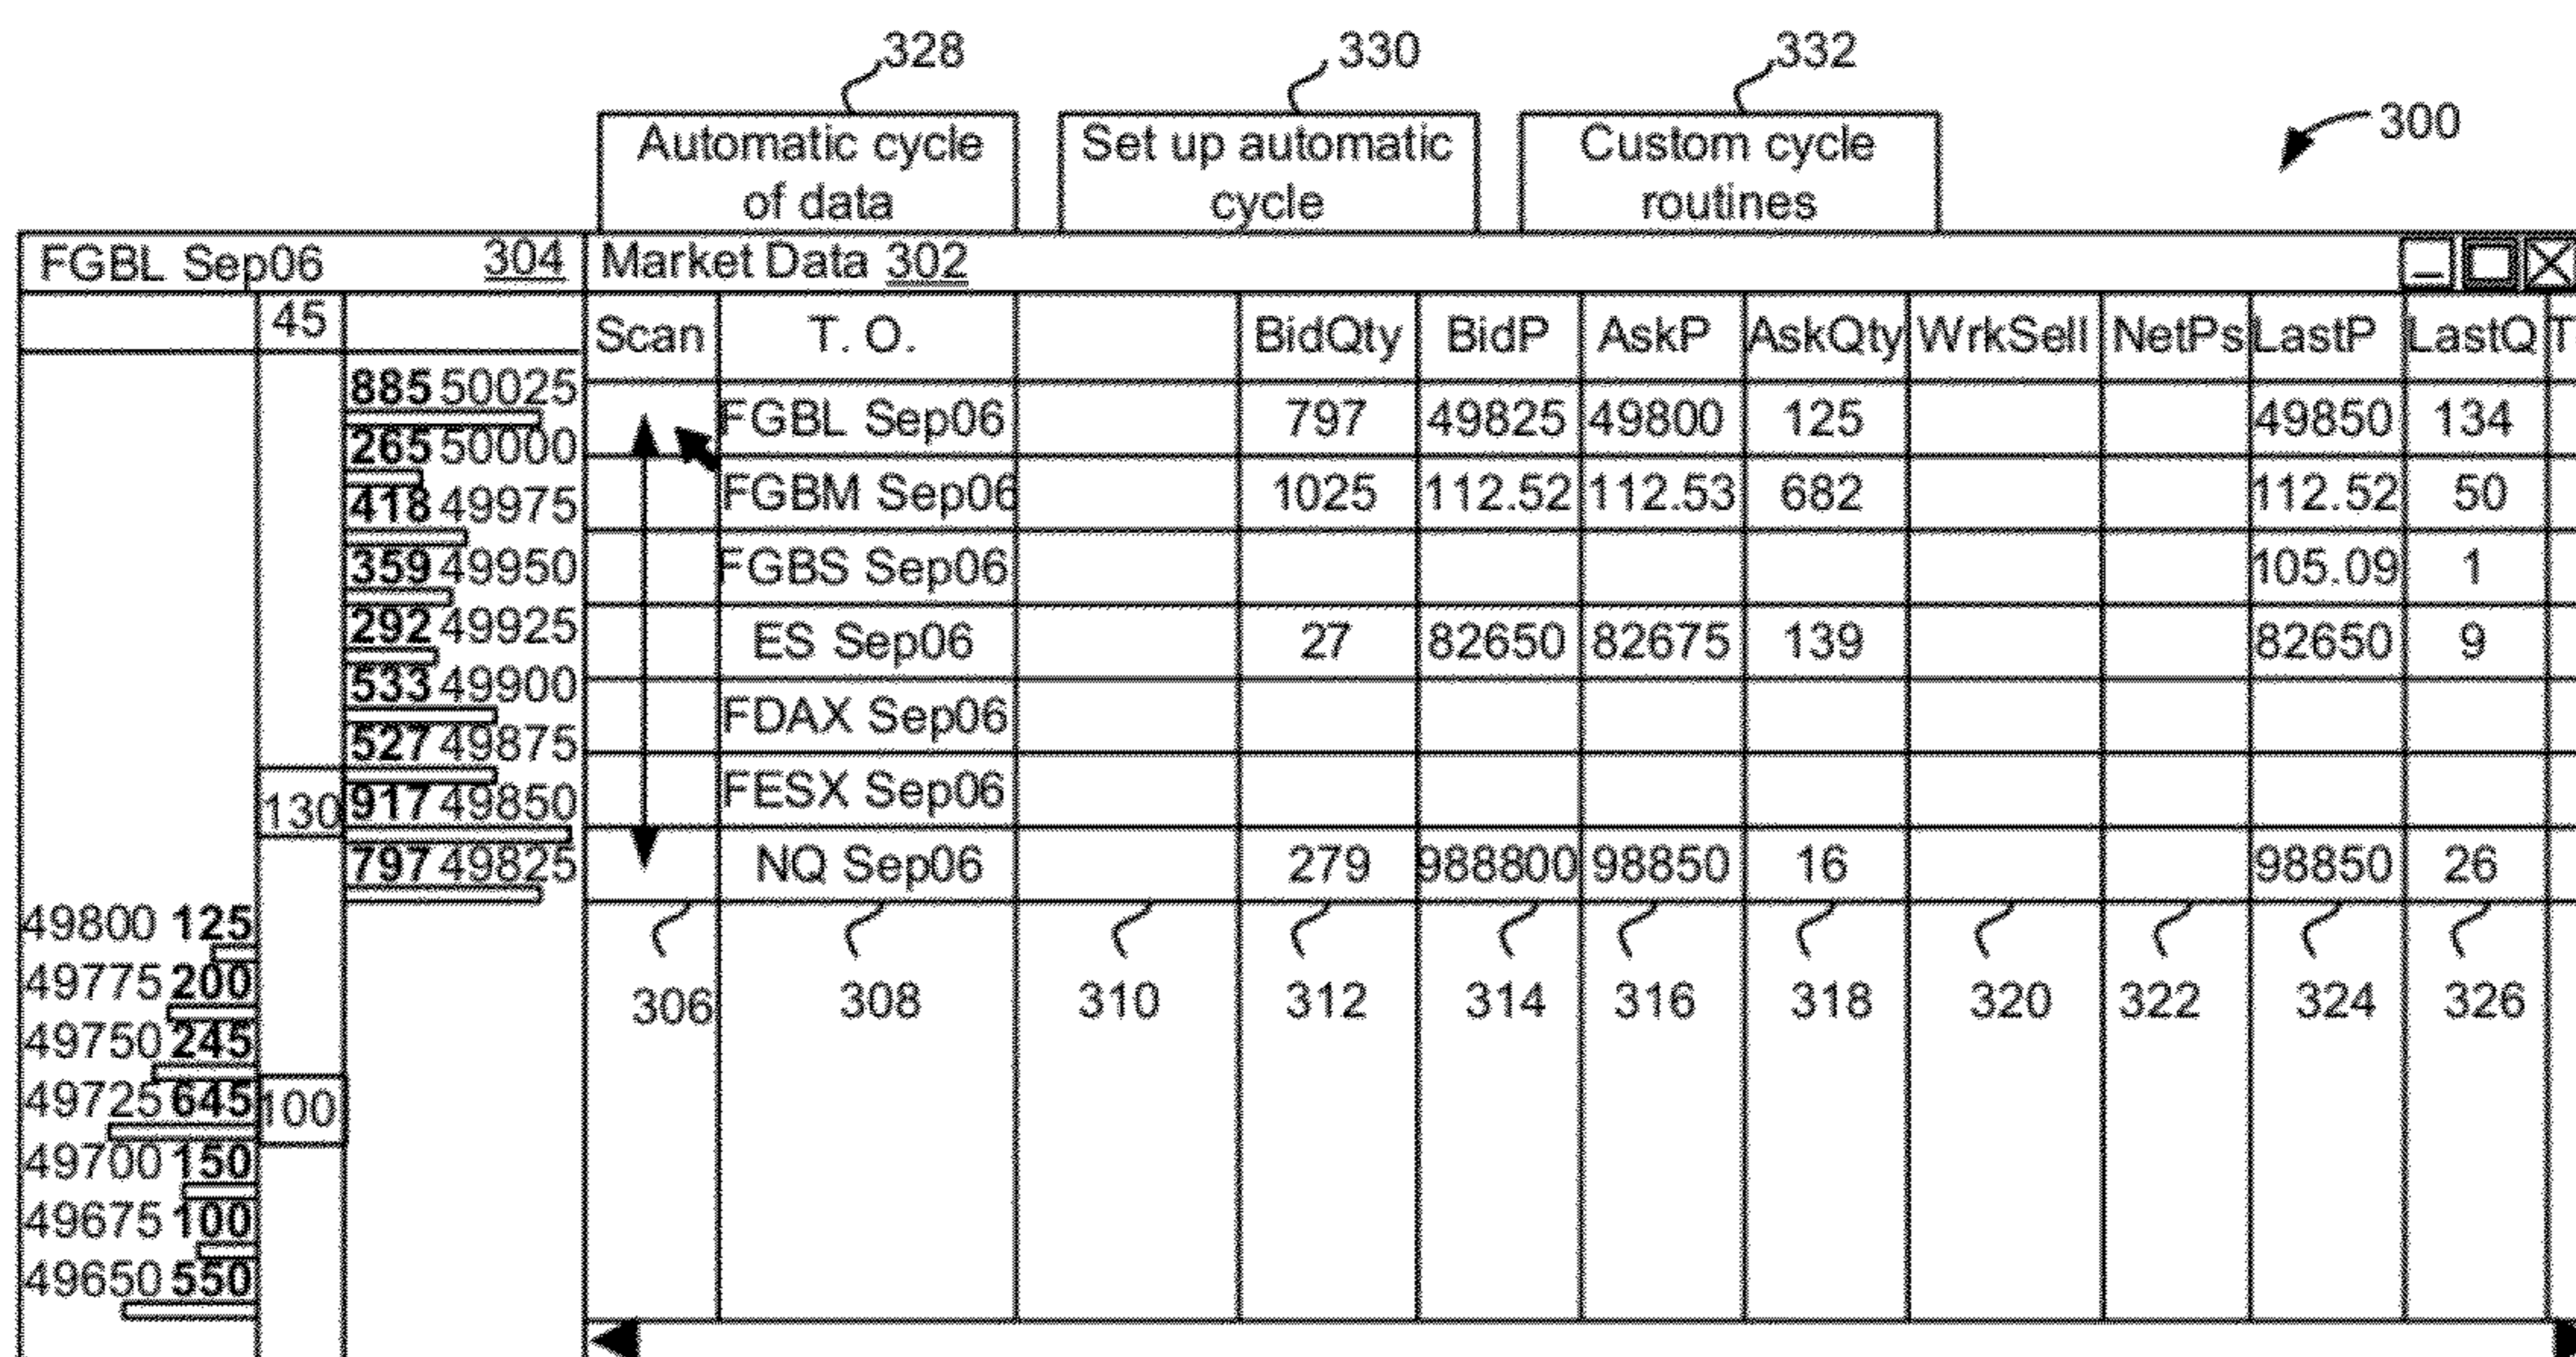 328 330 332
300
Automatic cycle of data
Set up automatic cycle
Custom cycle routines
FGBL Sep06 304 Market Data 302
45
Scan T. O. BidQty BidP AskP AskQty WrkSell NetPs LastP LastQ T
FGBL Sep06 797 49825 49800 125 49850 134
FGBM Sep06 1025 112.52 112.53 682 112.52 50
FGBS Sep06 105.09 1
ES Sep06 27 82650 82675 139 82650 9
FDAX Sep06
FESX Sep06
NQ Sep06 279 988800 98850 16 98850 26
306 308 310 312 314 316 318 320 322 324 326
885 50025
265 50000
418 49975
359 49950
292 49925
533 49900
527 49875
130 917 49850
797 49825
49800 125
49775 200
49750 245
49725 645 100
49700 150
49675 100
49650 550